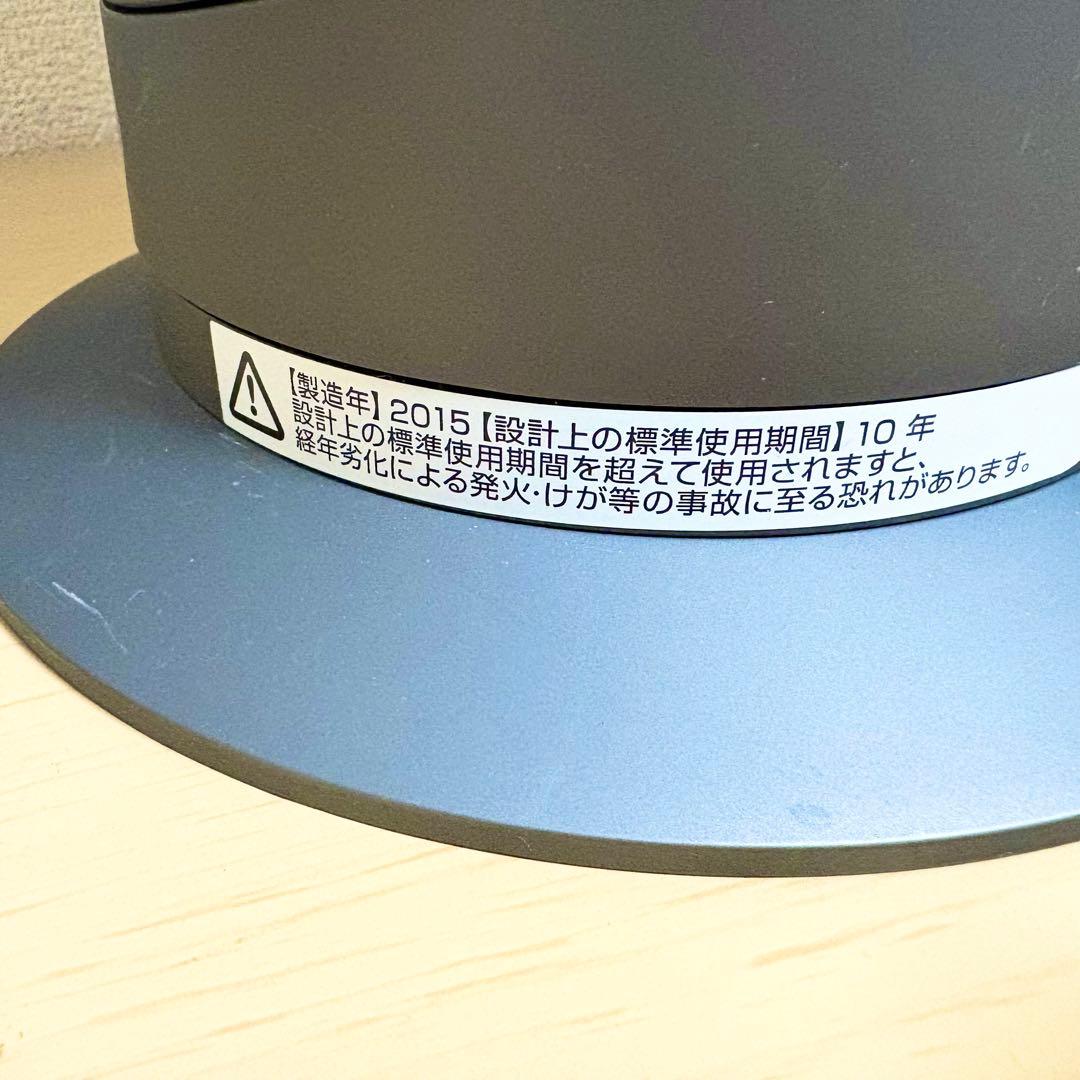 【製造年】2015【設計上の標準使用期間】10 年
設計上の標準使用期間を超えて使用されますと、
経年劣化による発火・けが等の事故に至る恐れがあります。